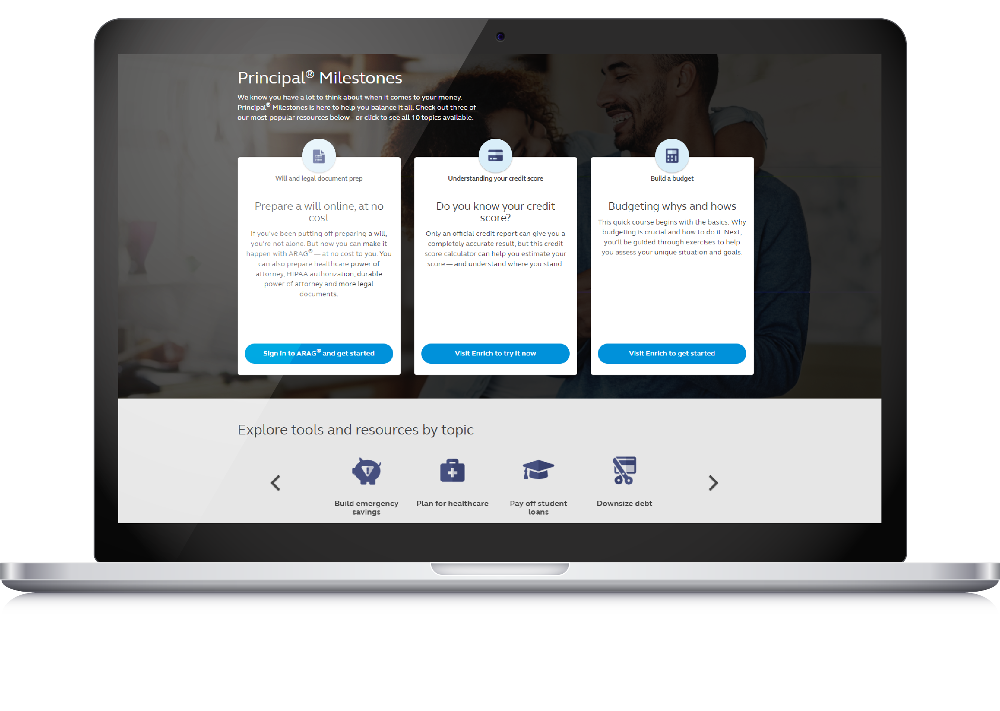 Principal® Milestones
We know you have a lot to think about when it comes to your money.
Principal® Milestones is here to help you balance it all. Check out three of
our most-popular resources below – or click to see all 10 topics available.
Will and legal document prep
Prepare a will online, at no
cost
If you've been putting off preparing a will,
you're not alone. But now you can make it
happen with ARAG® — at no cost to you. You
can also prepare healthcare power of
attorney, HIPAA authorization, durable
power of attorney and more legal
documents.
Sign in to ARAG® and get started
Understanding your credit score
Do you know your credit
score?
Only an official credit report can give you a
completely accurate result, but this credit
score calculator can help you estimate your
score — and understand where you stand.
Visit Enrich to try it now
Build a budget
Budgeting whys and hows
This quick course begins with the basics: Why
budgeting is crucial and how to do it. Next,
you'll be guided through exercises to help
you assess your unique situation and goals.
Visit Enrich to get started
Explore tools and resources by topic
Build emergency
savings
Plan for healthcare
Pay off student
loans
Downsize debt